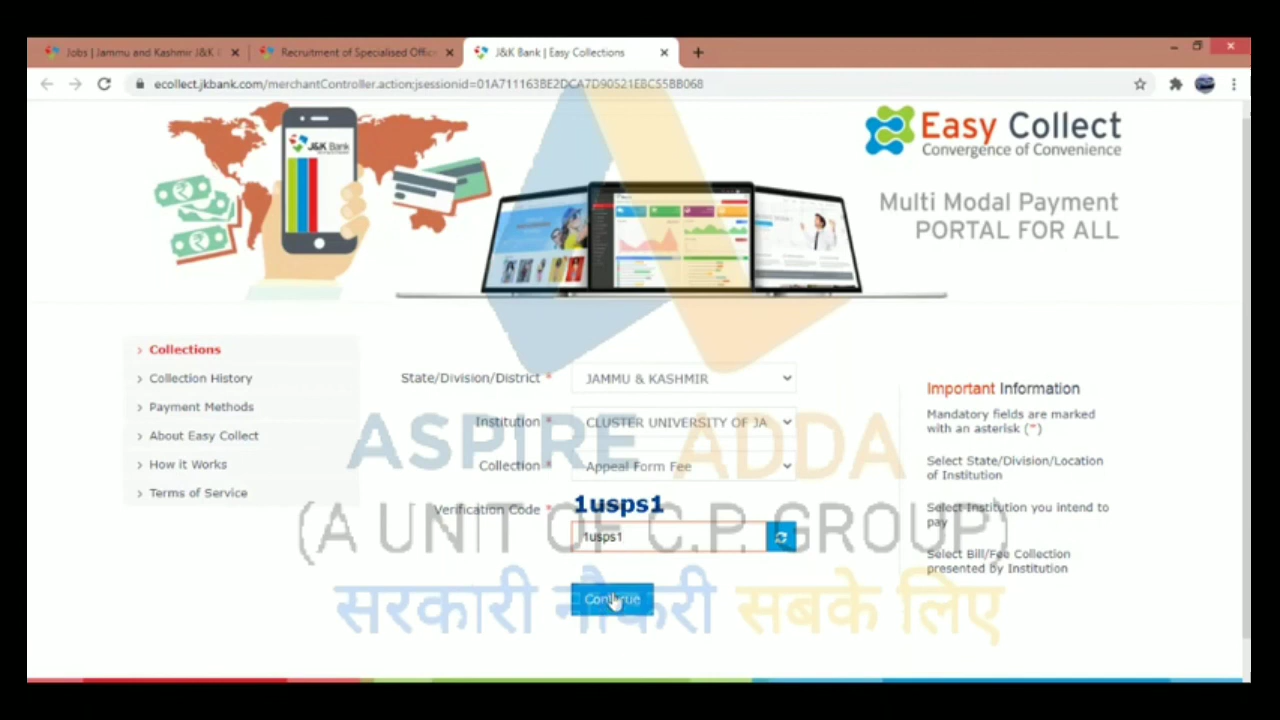 Jobs | Jammu and Kashmir J&K
Recruitment of Specialised Office
J&K Bank | Easy Collections
ecollect.jkbank.com/merchantController.action;jsessionid=01A711163BE2DCA7D90521EBC55BB068
J&K Bank
Easy Collect
Convergence of Convenience
Multi Modal Payment
PORTAL FOR ALL
Collections
Collection History
Payment Methods
About Easy Collect
How it Works
Terms of Service
State/Division/District * JAMMU & KASHMIR
Institution * CLUSTER UNIVERSITY OF JA
Collection * Appeal Form Fee
1usps1
Verification Code *
1usps1
Continue
Important Information
Mandatory fields are marked
with an asterisk (*)
Select State/Division/Location
of Institution
Select Institution you intend to
pay
Select Bill/Fee Collection
presented by Institution
ASPIRE ADDA
(A UNIT OF C.P. GROUP)
सरकारी नौकरी सबके लिए